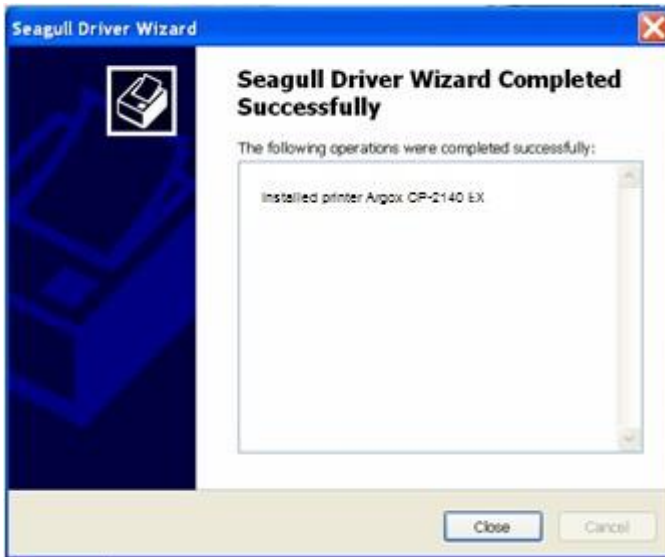 Seagull Driver Wizard
Seagull Driver Wizard Completed
Successfully
The following operations were completed successfully:
Installed printer Argox CP-2140 EX
Close
Cancel